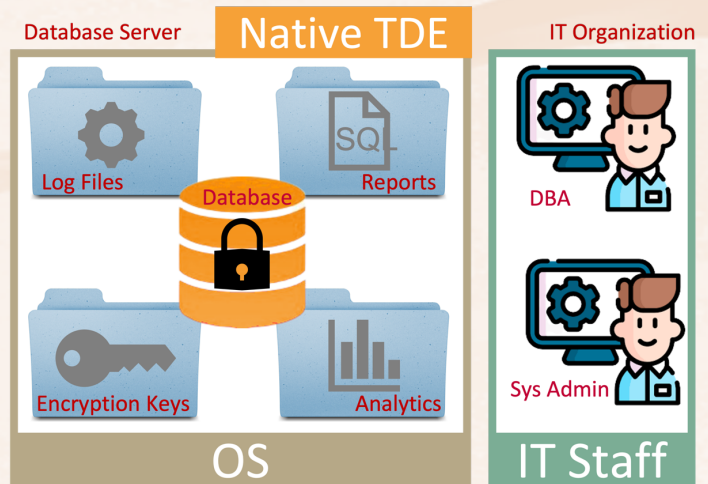 Native TDE
Database Server
IT Organization
SQL
Log Files
Reports
Database
DBA
Encryption Keys
Analytics
Sys Admin
OS
IT Staff